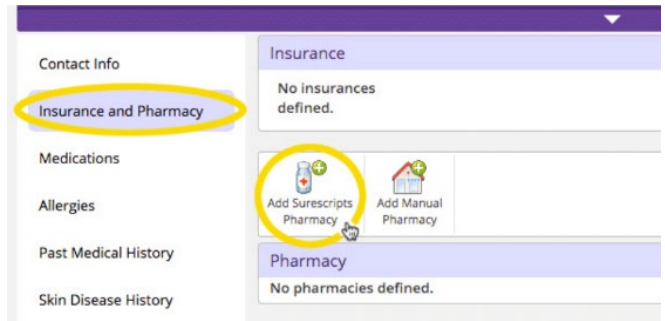 Contact Info
Insurance and Pharmacy
Medications
Allergies
Past Medical History
Skin Disease History
Insurance
No insurances
defined.
Add Surescripts
Pharmacy
Add Manual
Pharmacy
Pharmacy
No pharmacies defined.